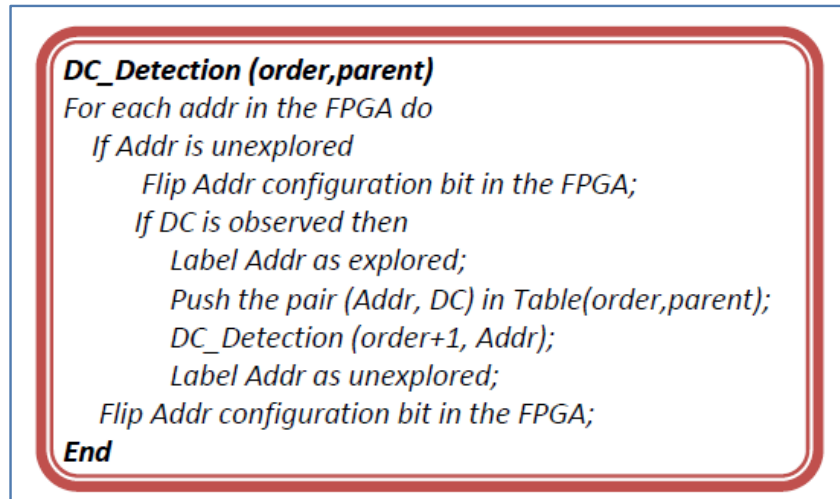 DC_Detection (order,parent)
For each addr in the FPGA do
If Addr is unexplored
Flip Addr configuration bit in the FPGA;
If DC is observed then
Label Addr as explored;
Push the pair (Addr, DC) in Table(order,parent);
DC_Detection (order+1, Addr);
Label Addr as unexplored;
Flip Addr configuration bit in the FPGA;
End